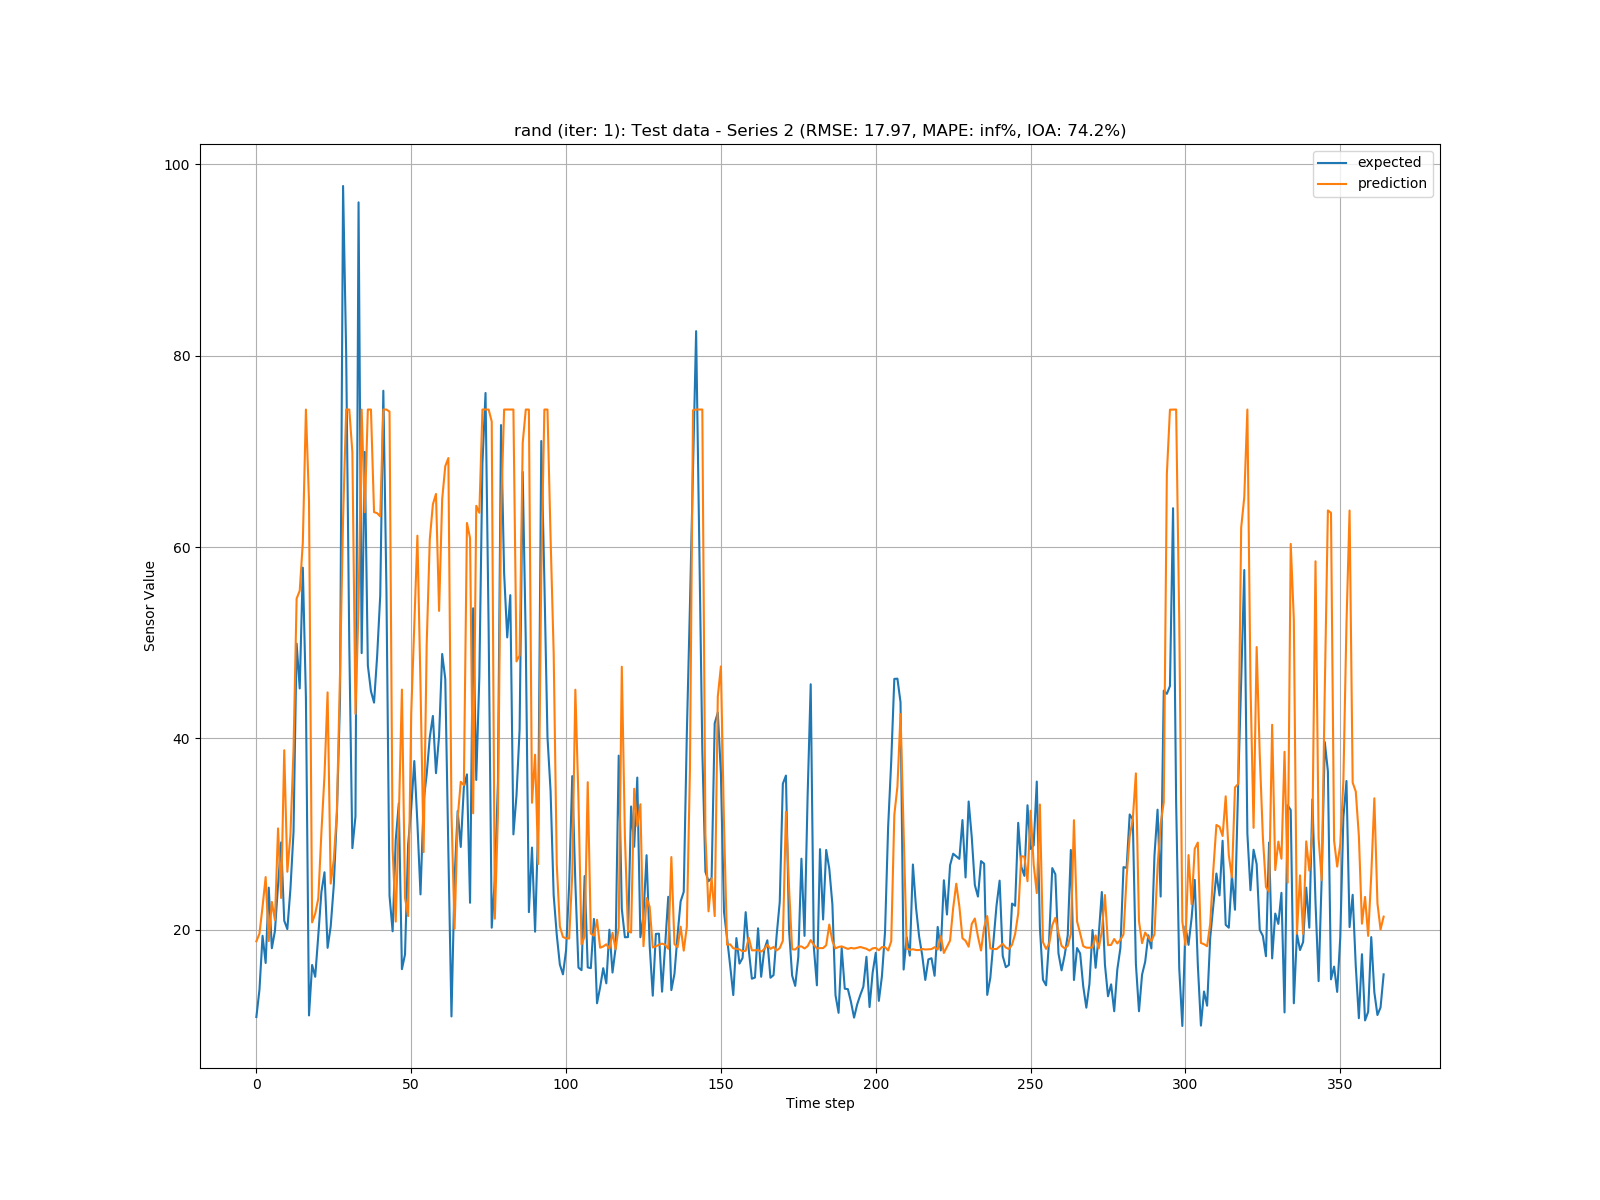 rand (iter: 1): Test data - Series 2 (RMSE: 17.97, MAPE: inf%, IOA: 74.2%)
expected
prediction
100
80
60
40
20
Sensor Value
0 50 100 150 200 250 300 350
Time step